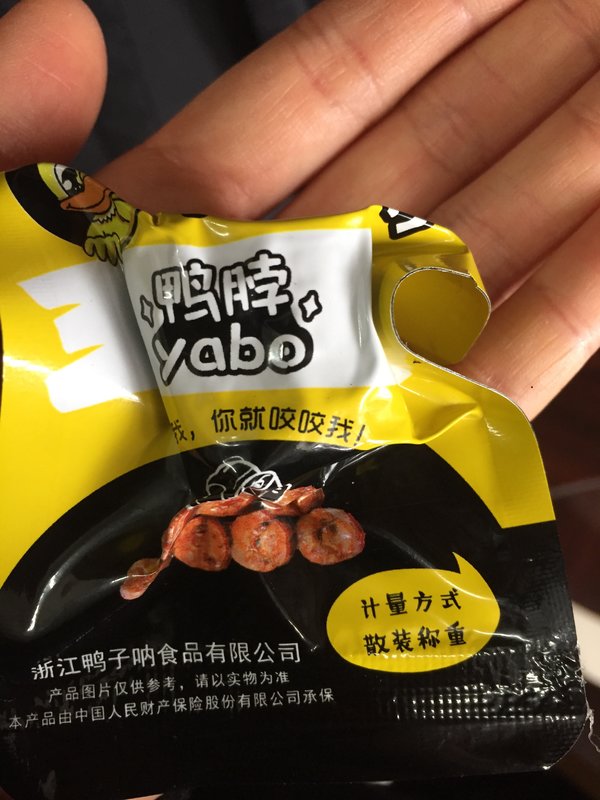 鸭脖
yabo
我，你就咬咬我！
计量方式
散装称重
浙江鸭子呐食品有限公司
产品图片仅供参考，请以实物为准
本产品由中国人民财产保险股份有限公司承保